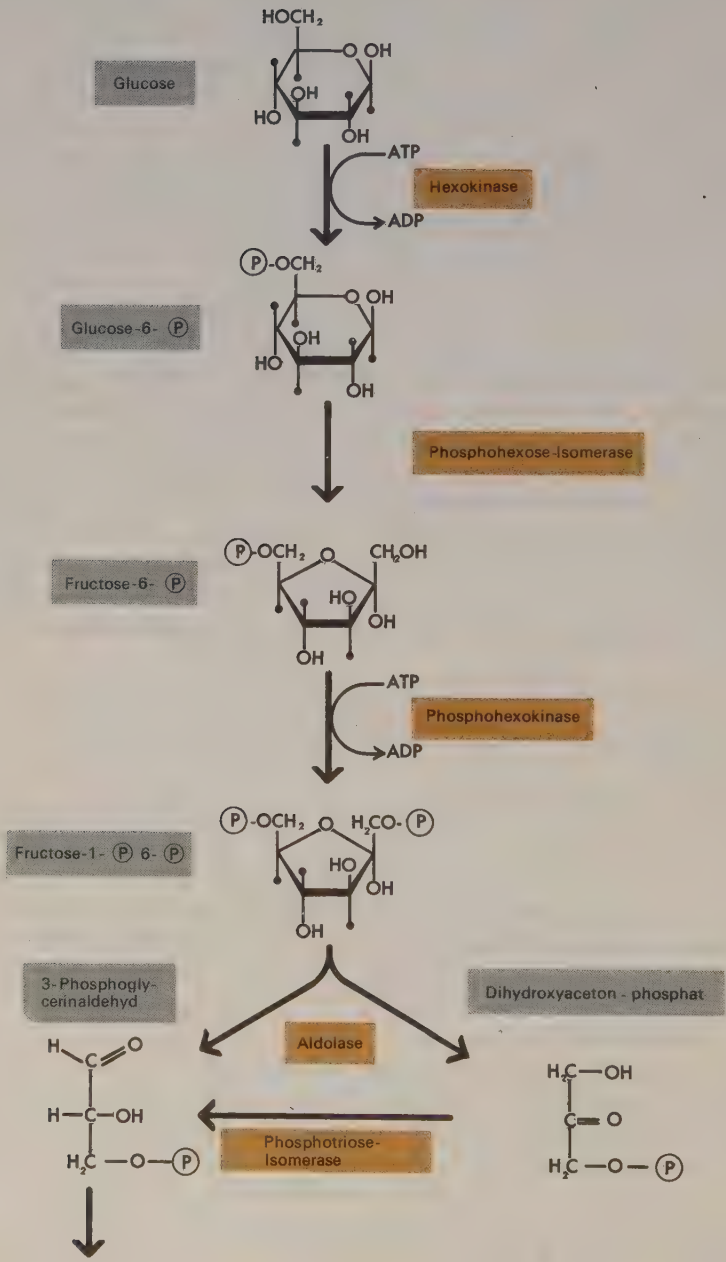 HOCH₂
O OH
Glucose
OH
HO
OH
ATP
Hexokinase
ADP
Ⓟ-OCH₂
O OH
Glucose-6- Ⓟ
OH
HO
OH
Phosphohexose-Isomerase
Ⓟ-OCH₂ O CH₂OH
Fructose-6- Ⓟ
HO
OH
OH
ATP
Phosphohexokinase
ADP
Ⓟ-OCH₂ O H₂CO-Ⓟ
Fructose-1- Ⓟ 6- Ⓟ
HO
OH
OH
3-Phosphogly-
cerinaldehyd
Dihydroxyaceton - phosphat
Aldolase
H O
C
H₂C—OH
H—C—OH
C=O
Phosphotriose-
Isomerase
H₂C—O—Ⓟ
H₂C—O—Ⓟ